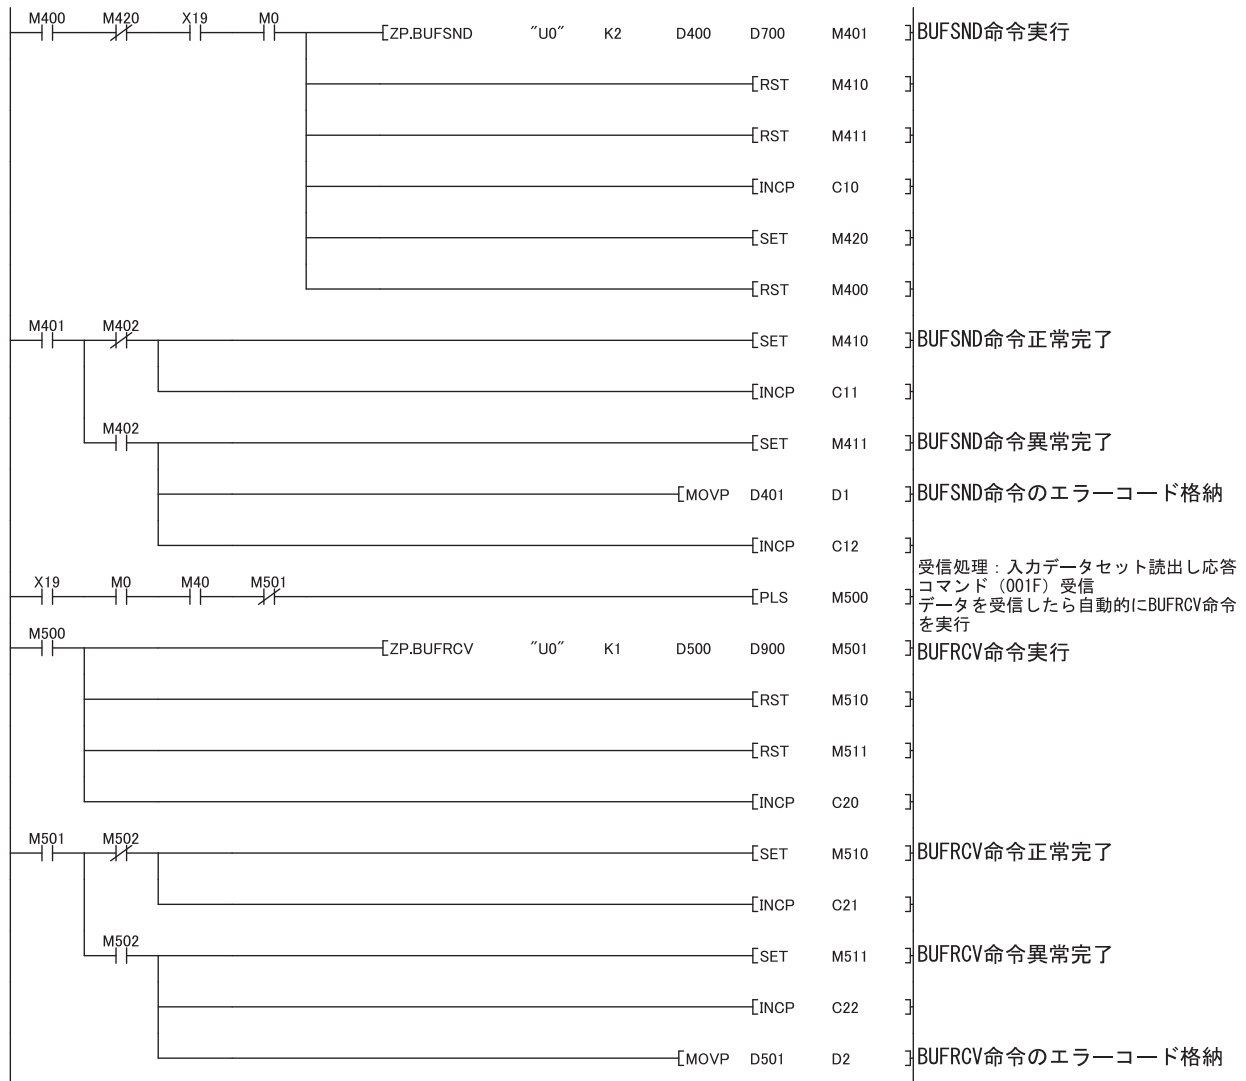 M400 M420 X19 M0
[ZP.BUFSND "U0" K2 D400 D700 M401 ] BUFSND命令実行
[RST M410 ]
[RST M411 ]
[INCP C10 ]
[SET M420 ]
[RST M400 ]
M401 M402
[SET M410 ] BUFSND命令正常完了
[INCP C11 ]
M402
[SET M411 ] BUFSND命令異常完了
[MOVP D401 D1 ] BUFSND命令のエラーコード格納
[INCP C12 ]
X19 M0 M40 M501
[PLS M500 ]
受信処理:入力データセット読出し応答
コマンド(001F)受信
データを受信したら自動的にBUFRCV命令
を実行
M500
[ZP.BUFRCV "U0" K1 D500 D900 M501 ] BUFRCV命令実行
[RST M510 ]
[RST M511 ]
[INCP C20 ]
M501 M502
[SET M510 ] BUFRCV命令正常完了
[INCP C21 ]
M502
[SET M511 ] BUFRCV命令異常完了
[INCP C22 ]
[MOVP D501 D2 ] BUFRCV命令のエラーコード格納